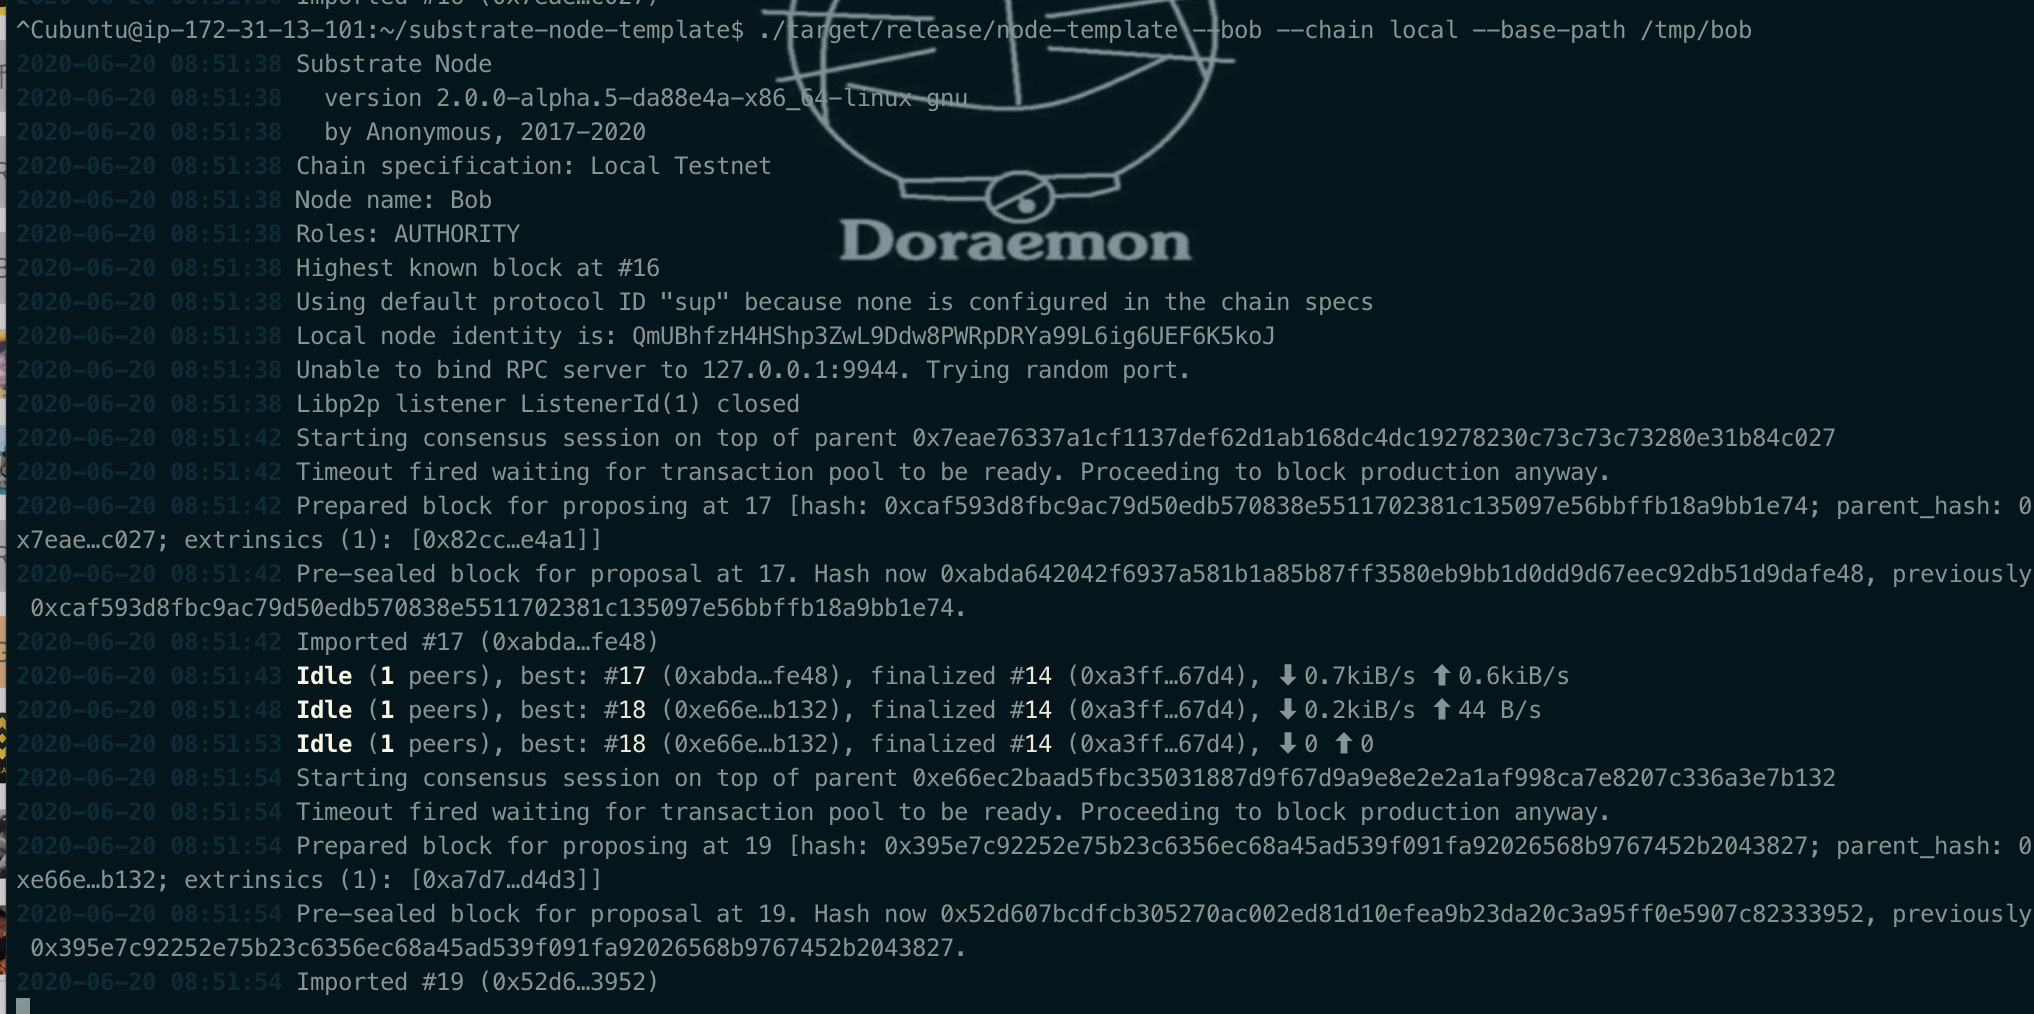 Imported #16 (0x7eae…c027)
^Cubuntu@ip-172-31-13-101:~/substrate-node-template$ ./target/release/node-template --bob --chain local --base-path /tmp/bob
2020-06-20 08:51:38 Substrate Node
2020-06-20 08:51:38   version 2.0.0-alpha.5-da88e4a-x86_64-linux-gnu
2020-06-20 08:51:38   by Anonymous, 2017-2020
2020-06-20 08:51:38 Chain specification: Local Testnet
2020-06-20 08:51:38 Node name: Bob
2020-06-20 08:51:38 Roles: AUTHORITY
Doraemon
2020-06-20 08:51:38 Highest known block at #16
2020-06-20 08:51:38 Using default protocol ID "sup" because none is configured in the chain specs
2020-06-20 08:51:38 Local node identity is: QmUBhfzH4HShp3ZwL9Ddw8PWRpDRYa99L6ig6UEF6K5koJ
2020-06-20 08:51:38 Unable to bind RPC server to 127.0.0.1:9944. Trying random port.
2020-06-20 08:51:38 Libp2p listener ListenerId(1) closed
2020-06-20 08:51:42 Starting consensus session on top of parent 0x7eae76337a1cf1137def62d1ab168dc4dc19278230c73c73c73280e31b84c027
2020-06-20 08:51:42 Timeout fired waiting for transaction pool to be ready. Proceeding to block production anyway.
2020-06-20 08:51:42 Prepared block for proposing at 17 [hash: 0xcaf593d8fbc9ac79d50edb570838e5511702381c135097e56bbffb18a9bb1e74; parent_hash: 0
x7eae…c027; extrinsics (1): [0x82cc…e4a1]]
2020-06-20 08:51:42 Pre-sealed block for proposal at 17. Hash now 0xabda642042f6937a581b1a85b87ff3580eb9bb1d0dd9d67eec92db51d9dafe48, previously
0xcaf593d8fbc9ac79d50edb570838e5511702381c135097e56bbffb18a9bb1e74.
2020-06-20 08:51:42 Imported #17 (0xabda…fe48)
2020-06-20 08:51:43 Idle (1 peers), best: #17 (0xabda…fe48), finalized #14 (0xa3ff…67d4), ⬇ 0.7kiB/s ⬆ 0.6kiB/s
2020-06-20 08:51:48 Idle (1 peers), best: #18 (0xe66e…b132), finalized #14 (0xa3ff…67d4), ⬇ 0.2kiB/s ⬆ 44 B/s
2020-06-20 08:51:53 Idle (1 peers), best: #18 (0xe66e…b132), finalized #14 (0xa3ff…67d4), ⬇ 0 ⬆ 0
2020-06-20 08:51:54 Starting consensus session on top of parent 0xe66ec2baad5fbc35031887d9f67d9a9e8e2e2a1af998ca7e8207c336a3e7b132
2020-06-20 08:51:54 Timeout fired waiting for transaction pool to be ready. Proceeding to block production anyway.
2020-06-20 08:51:54 Prepared block for proposing at 19 [hash: 0x395e7c92252e75b23c6356ec68a45ad539f091fa92026568b9767452b2043827; parent_hash: 0
xe66e…b132; extrinsics (1): [0xa7d7…d4d3]]
2020-06-20 08:51:54 Pre-sealed block for proposal at 19. Hash now 0x52d607bcdfcb305270ac002ed81d10efea9b23da20c3a95ff0e5907c82333952, previously
0x395e7c92252e75b23c6356ec68a45ad539f091fa92026568b9767452b2043827.
2020-06-20 08:51:54 Imported #19 (0x52d6…3952)